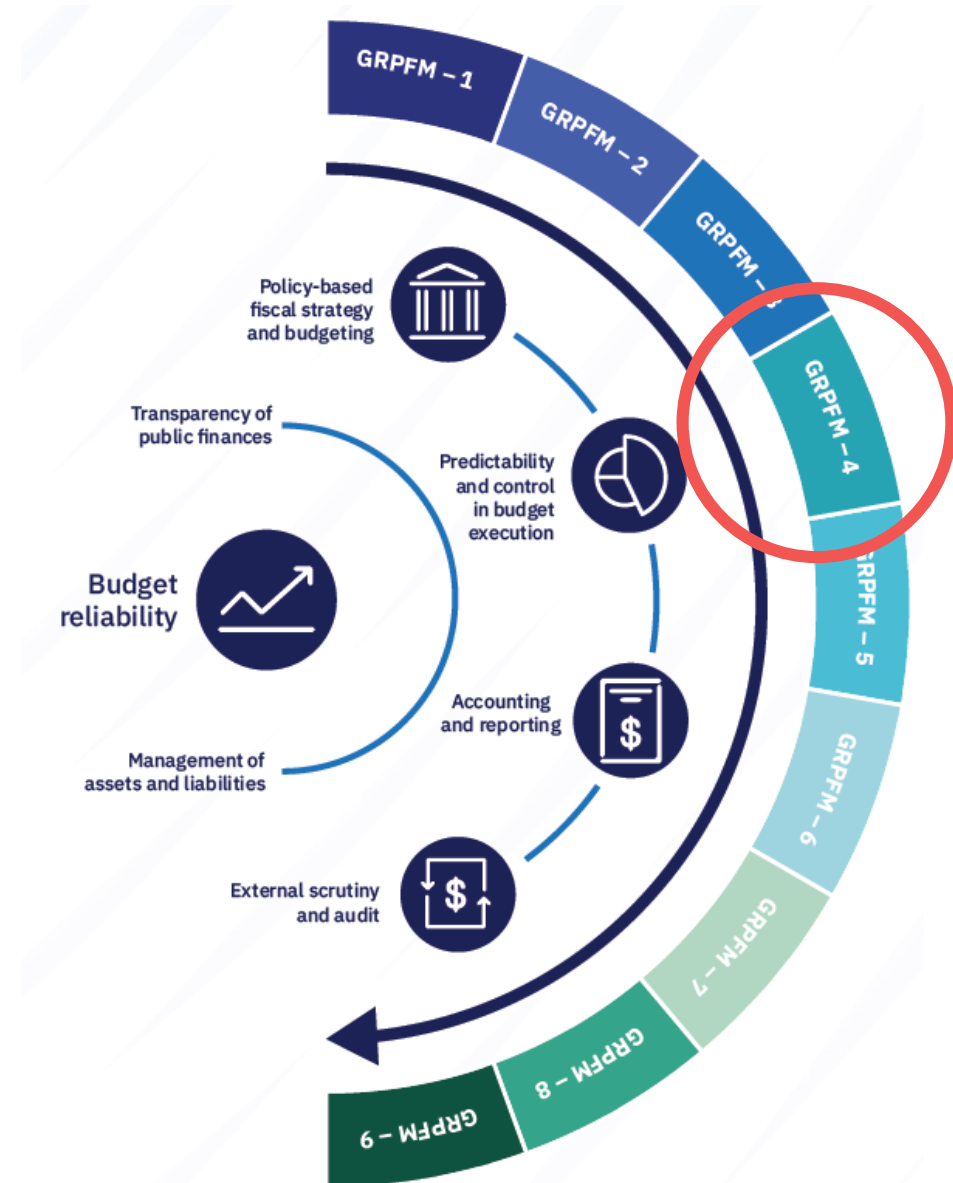 GRPFM – 1
GRPFM – 2
GRPFM – 3
GRPFM – 4
GRPFM – 5
GRPFM – 6
GRPFM – 7
GRPFM – 8
GRPFM – 9
Policy-based
fiscal strategy
and budgeting
Transparency of
public finances
Predictability
and control
in budget
execution
Budget
reliability
Accounting
and reporting
$
Management of
assets and liabilities
External scrutiny
and audit
$